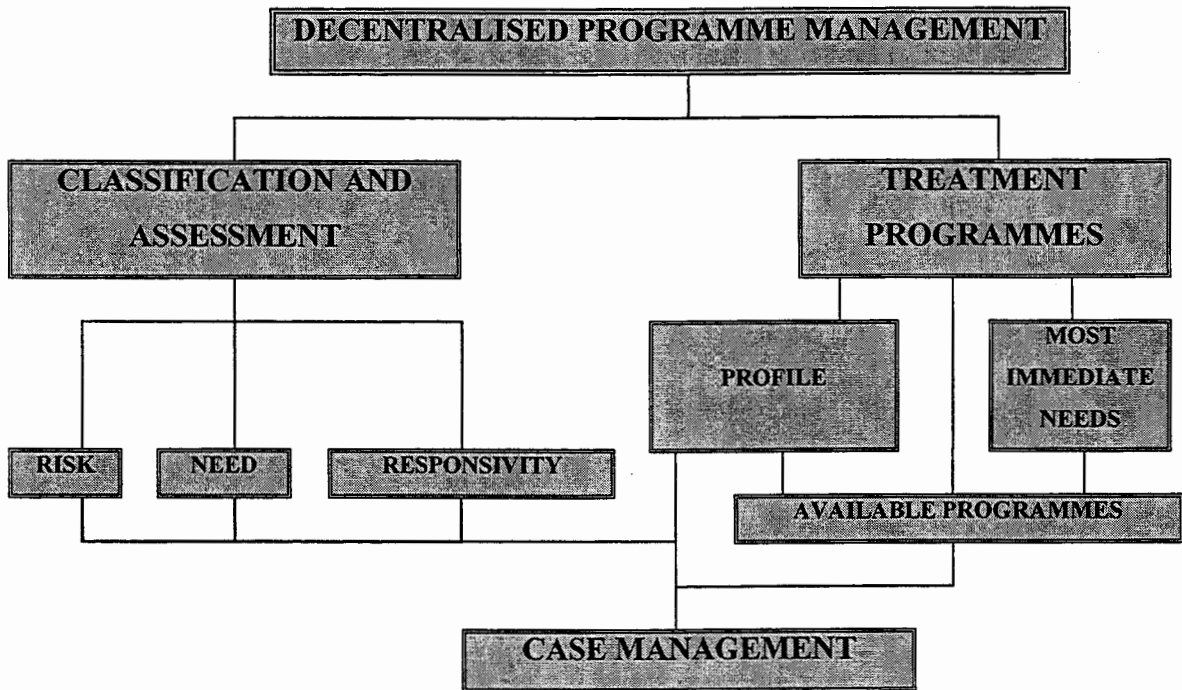 DECENTRALISED PROGRAMME MANAGEMENT
CLASSIFICATION AND
ASSESSMENT
TREATMENT
PROGRAMMES
PROFILE
MOST
IMMEDIATE
NEEDS
RISK
NEED
RESPONSIVITY
AVAILABLE PROGRAMMES
CASE MANAGEMENT